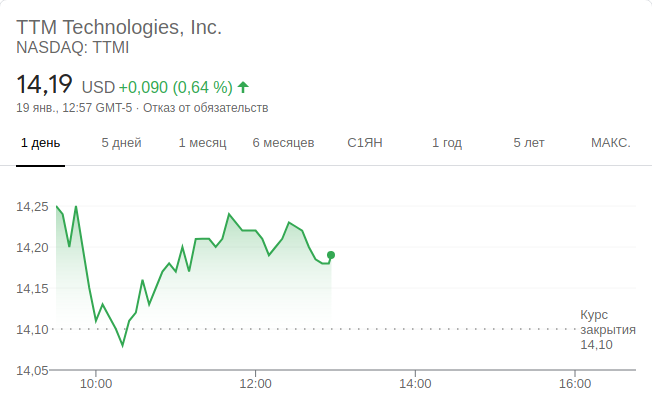 TTM Technologies, Inc.
NASDAQ: TTMI
14,19 USD +0,090 (0,64 %)
19 янв., 12:57 GMT-5 · Отказ от обязательств
1 день 5 дней 1 месяц 6 месяцев С1ЯН 1 год 5 лет МАКС.
14,25
14,20
14,15
14,10
14,05
Курс
закрытия
14,10
10:00 12:00 14:00 16:00